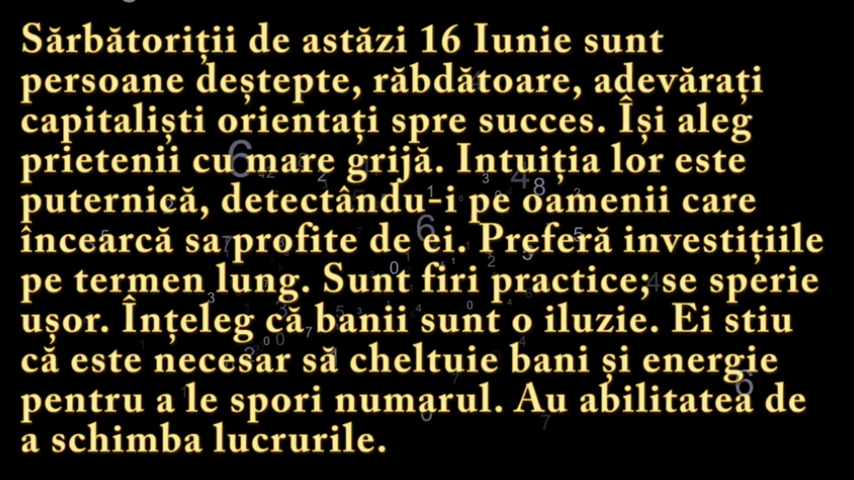 Sărbătoriții de astăzi 16 Iunie sunt
persoane deștepte, răbdătoare, adevărați
capitaliști orientați spre succes. Își aleg
prietenii cu mare grijă. Intuiția lor este
puternică, detectându-i pe oamenii care
încearcă sa profite de ei. Preferă investițiile
pe termen lung. Sunt firi practice; se sperie
ușor. Înțeleg că banii sunt o iluzie. Ei stiu
că este necesar să cheltuie bani și energie
pentru a le spori numarul. Au abilitatea de
a schimba lucrurile.